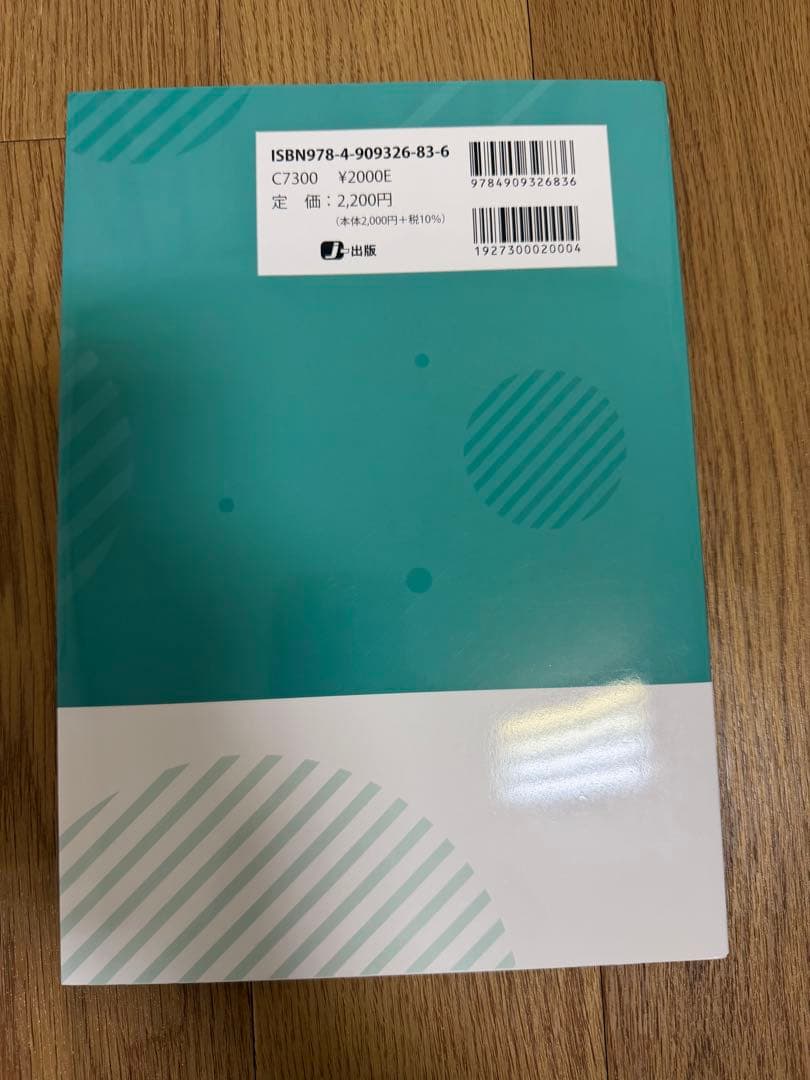 ISBN978-4-909326-83-6
C7300 ¥2000E
定 価：2,200円
（本体2,000円＋税10％）
J 出版
9784909326836
1927300020004